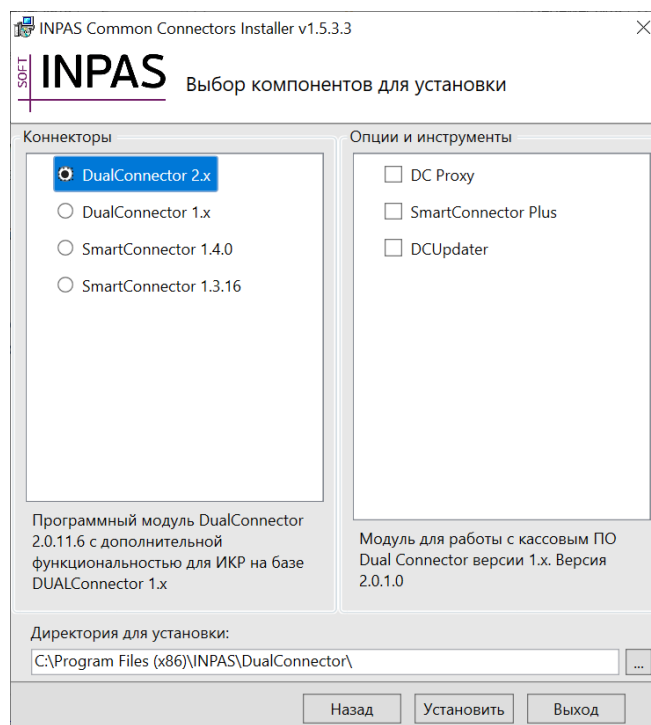 INPAS Common Connectors Installer v1.5.3.3
SOFT INPAS
Выбор компонентов для установки
Коннекторы
DualConnector 2.x
DualConnector 1.x
SmartConnector 1.4.0
SmartConnector 1.3.16
Программный модуль DualConnector
2.0.11.6 с дополнительной
функциональностью для ИКР на базе
DUALConnector 1.x
Опции и инструменты
DC Proxy
SmartConnector Plus
DCUpdater
Модуль для работы с кассовым ПО
Dual Connector версии 1.x. Версия
2.0.1.0
Директория для установки:
C:\Program Files (x86)\INPAS\DualConnector\
...
Назад
Установить
Выход